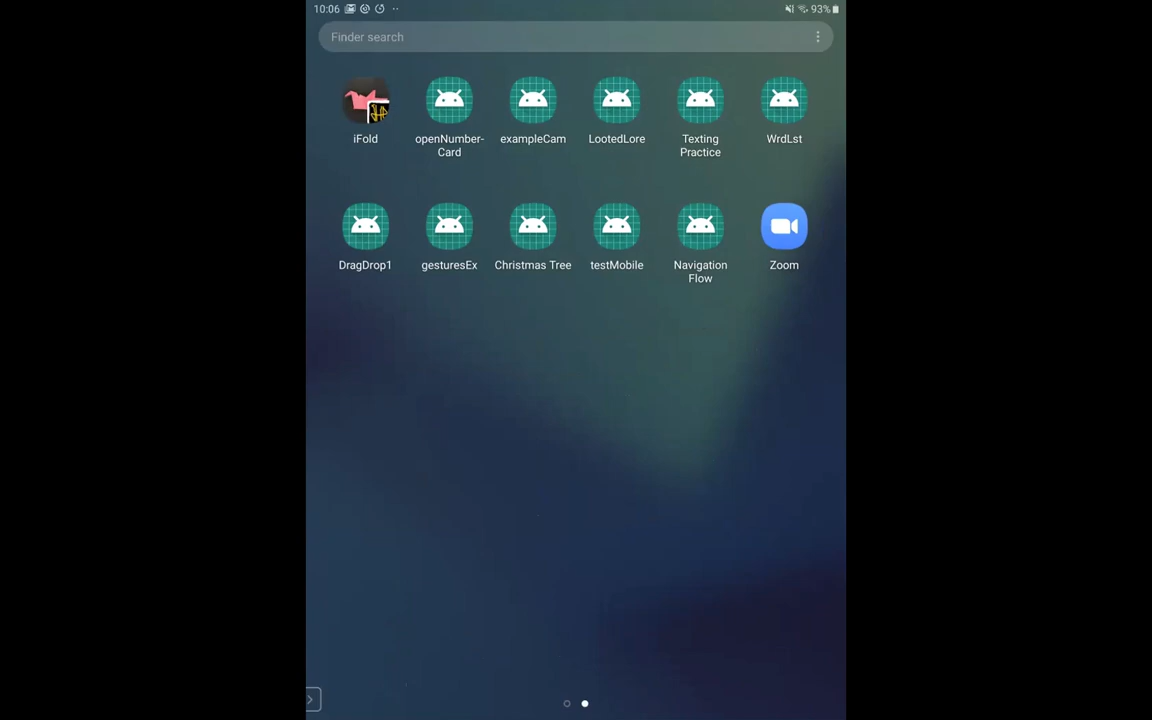 10:06
93%
Finder search
iFold
openNumber-
Card
exampleCam
LootedLore
Texting
Practice
WrdLst
DragDrop1
gesturesEx
Christmas Tree
testMobile
Navigation
Flow
Zoom